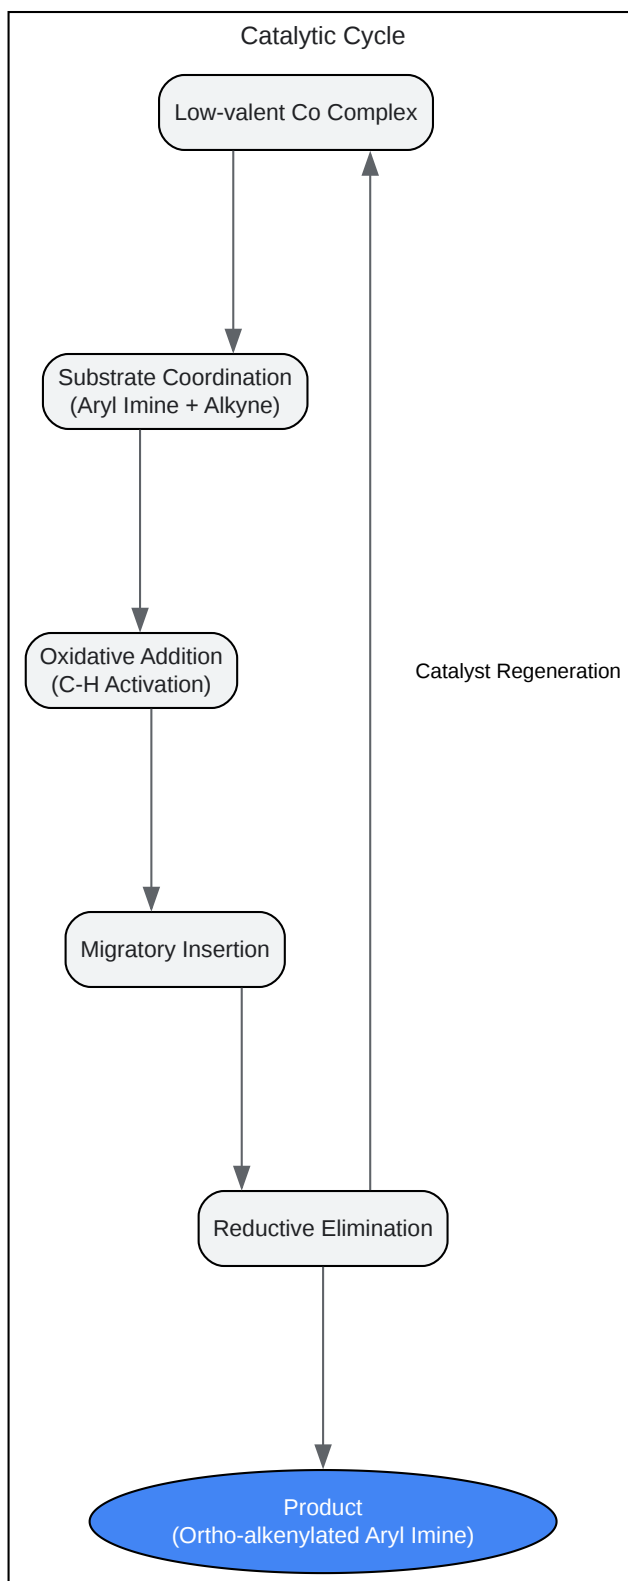 Catalytic Cycle
Low-valent Co Complex
Substrate Coordination
(Aryl Imine + Alkyne)
Oxidative Addition
(C-H Activation)
Catalyst Regeneration
Migratory Insertion
Reductive Elimination
Product
(Ortho-alkenylated Aryl Imine)